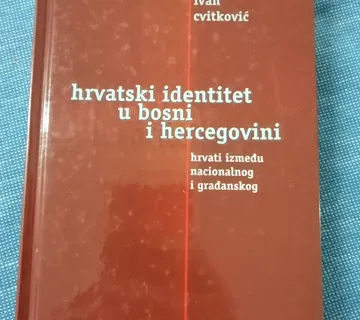 ivan
cvitković
hrvatski identitet
u bosni
i hercegovini
hrvati između
nacionalnog
i građanskog